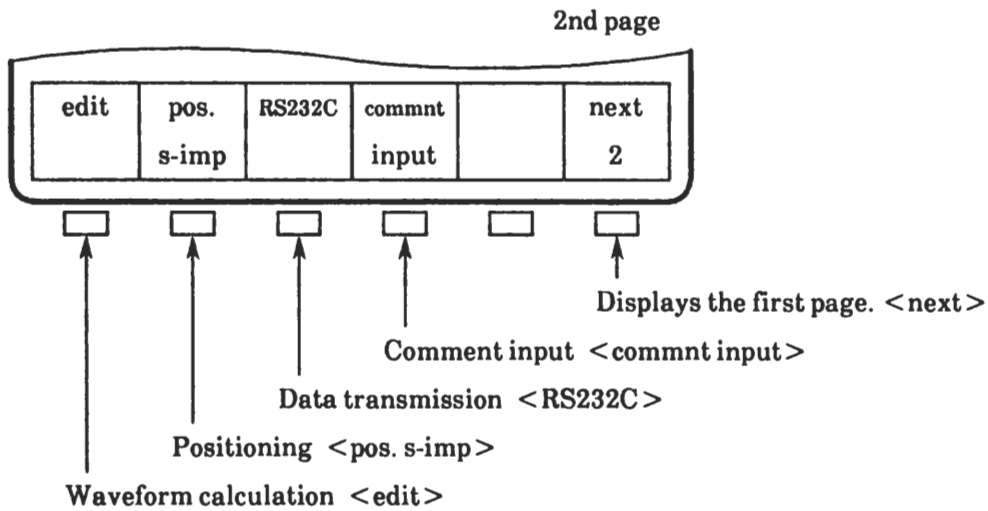 2nd page
edit
pos.
s-imp
RS232C
commnt
input
next
2
Displays the first page. <next>
Comment input <commnt input>
Data transmission <RS232C>
Positioning <pos. s-imp>
Waveform calculation <edit>